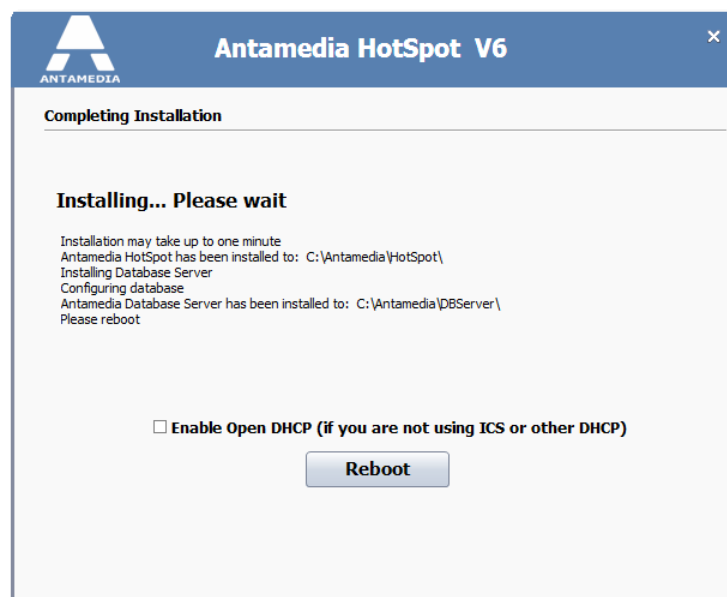 Antamedia HotSpot V6
ANTAMEDIA
Completing Installation
Installing... Please wait
Installation may take up to one minute
Antamedia HotSpot has been installed to: C:\Antamedia\HotSpot\
Installing Database Server
Configuring database
Antamedia Database Server has been installed to: C:\Antamedia\DBServer\
Please reboot
Enable Open DHCP (if you are not using ICS or other DHCP)
Reboot